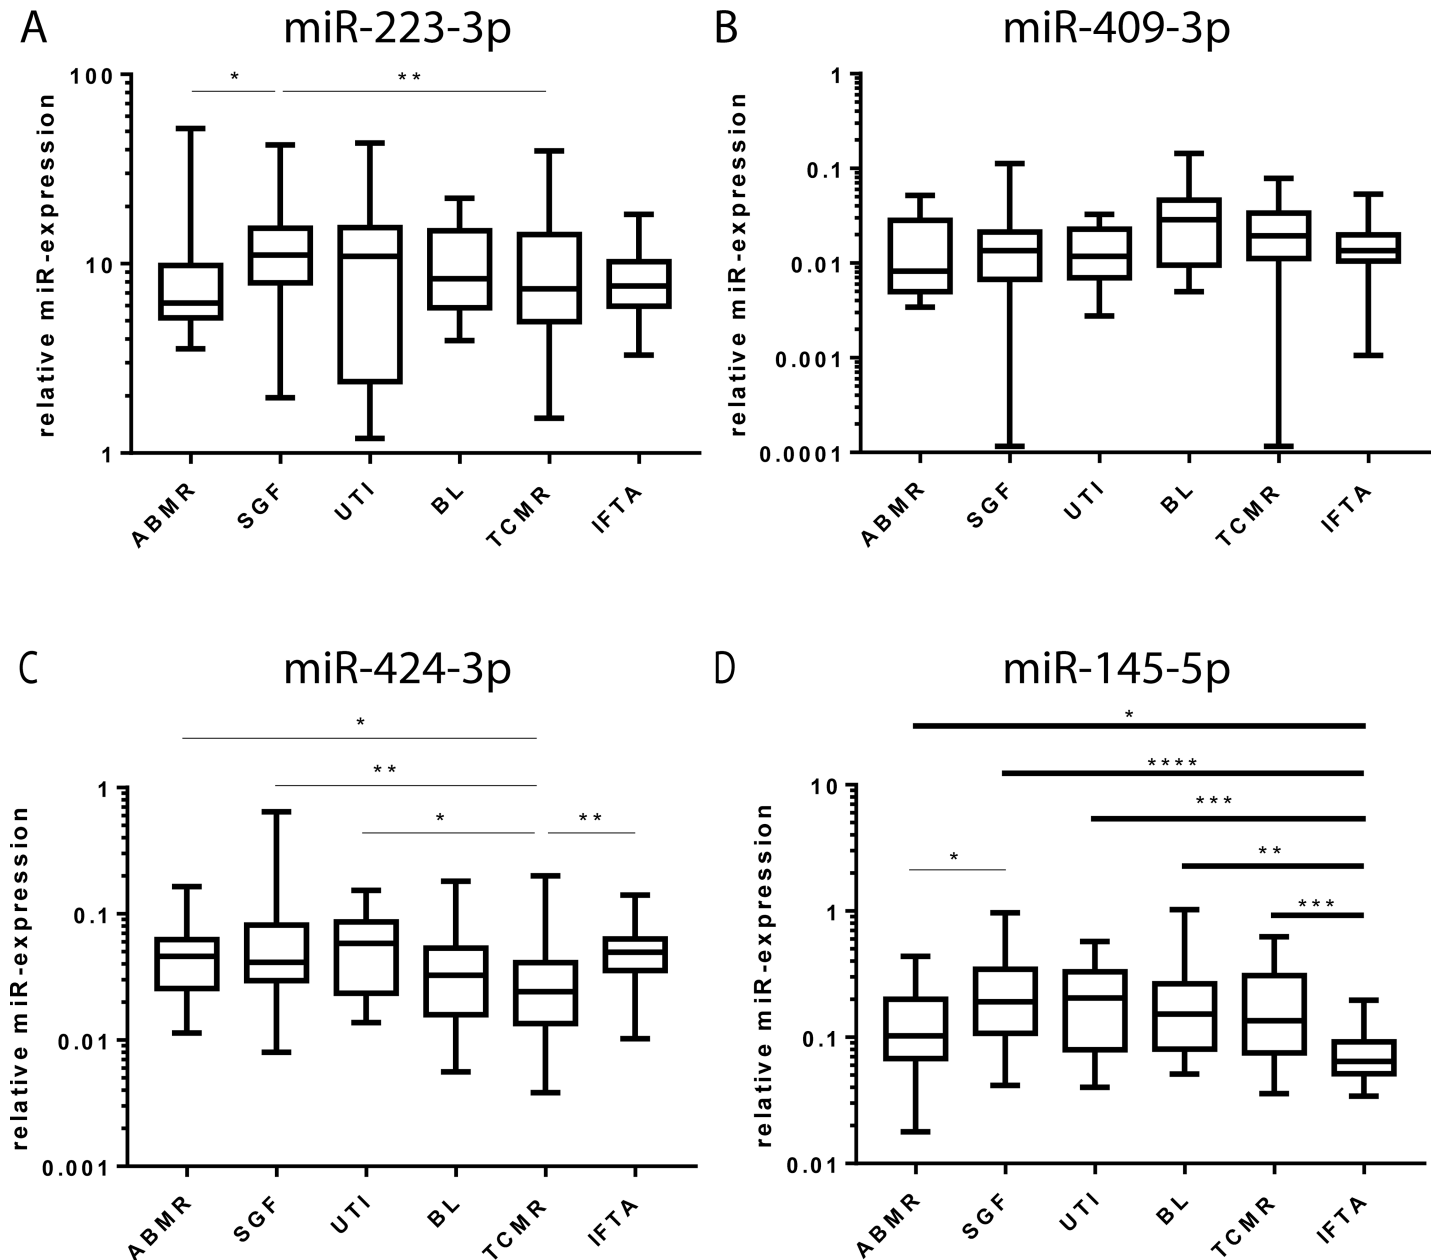 A
miR-223-3p
relative miR-expression
100
10
1
*
**
ABMR
SGF
UTI
BL
TCMR
IFTA
B
miR-409-3p
relative miR-expression
1
0.1
0.01
0.001
0.0001
ABMR
SGF
UTI
BL
TCMR
IFTA
C
miR-424-3p
relative miR-expression
*
**
*
**
1
0.1
0.01
0.001
ABMR
SGF
UTI
BL
TCMR
IFTA
D
miR-145-5p
relative miR-expression
*
****
***
**
***
*
10
1
0.1
0.01
ABMR
SGF
UTI
BL
TCMR
IFTA